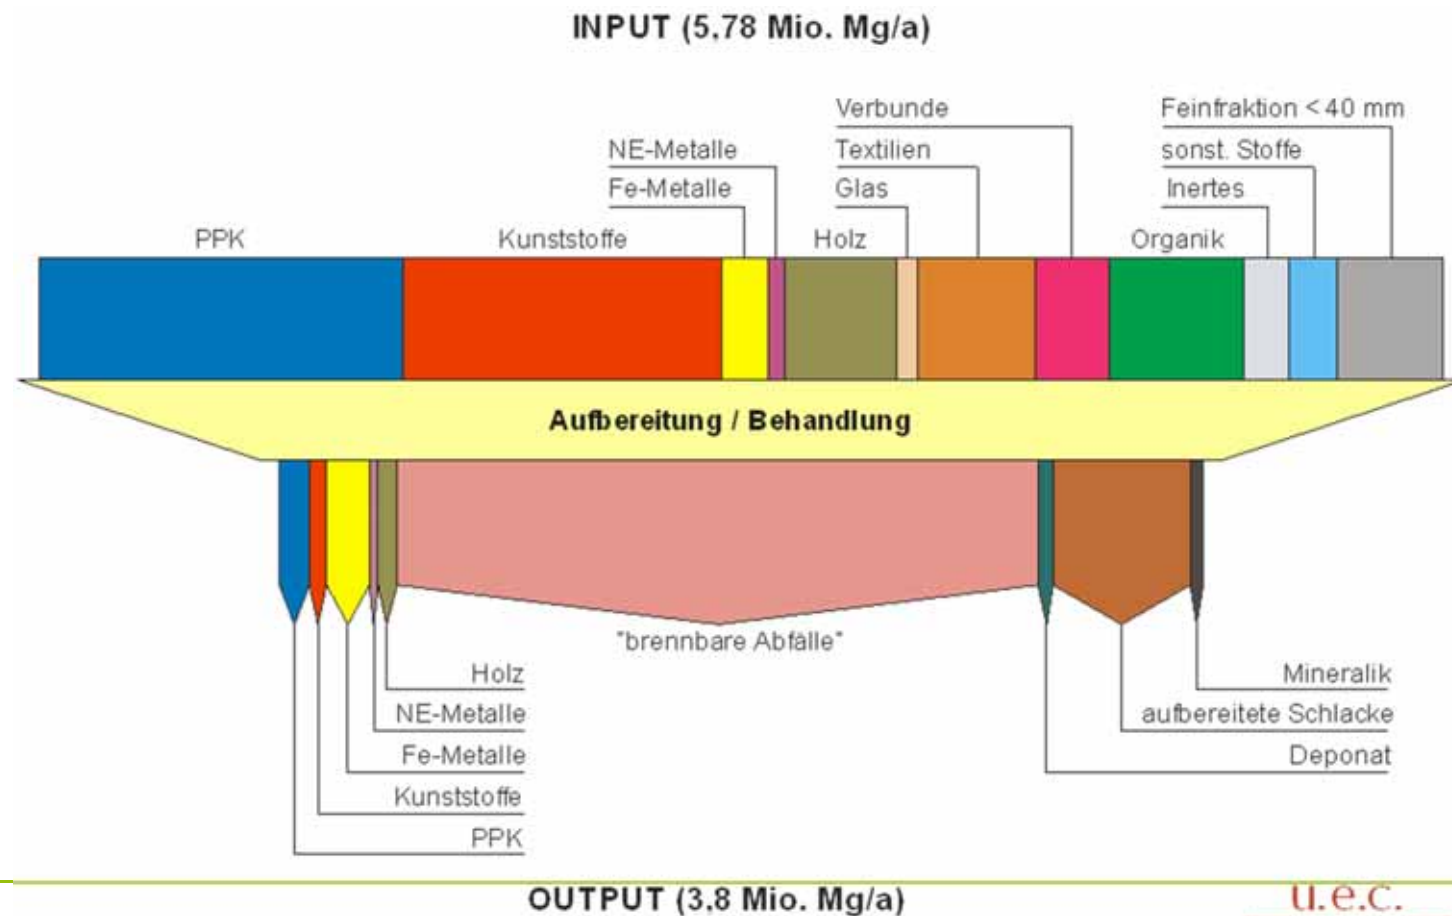 INPUT (5,78 Mio. Mg/a)
Verbunde
Feinfraktion < 40 mm
NE-Metalle
Textilien
sonst. Stoffe
Fe-Metalle
Glas
Inertes
PPK
Kunststoffe
Holz
Organik
Aufbereitung / Behandlung
"brennbare Abfälle"
Holz
Mineralik
NE-Metalle
aufbereitete Schlacke
Fe-Metalle
Deponat
Kunststoffe
PPK
OUTPUT (3,8 Mio. Mg/a)
u.e.c.